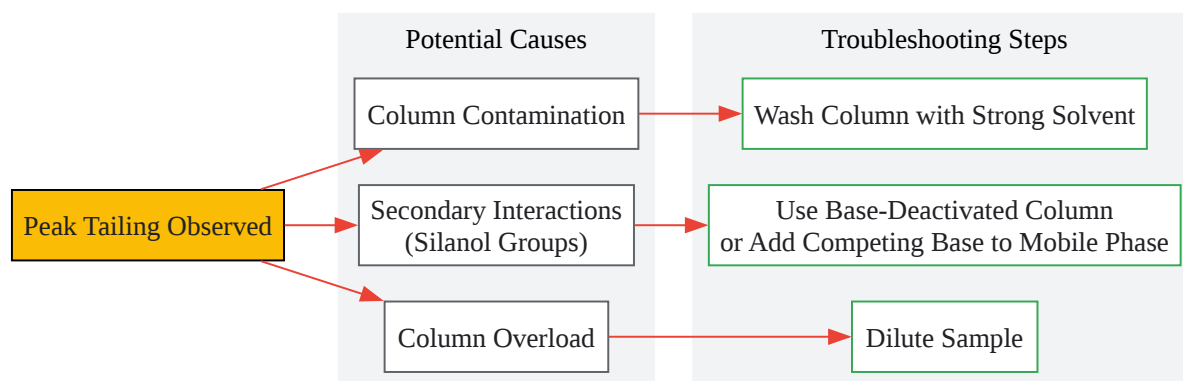 Potential Causes
Troubleshooting Steps
Column Contamination
Wash Column with Strong Solvent
Peak Tailing Observed
Secondary Interactions
(Silanol Groups)
Use Base-Deactivated Column
or Add Competing Base to Mobile Phase
Column Overload
Dilute Sample